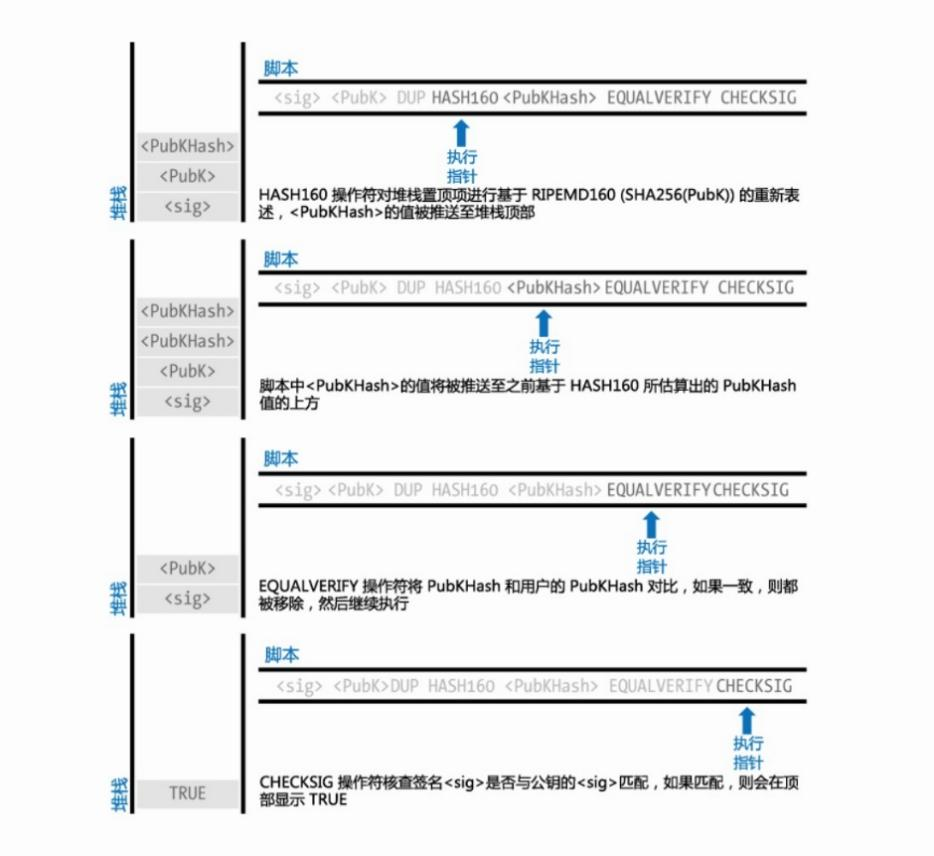 脚本
<sig> <PubK> DUP HASH160 <PubKHash> EQUALVERIFY CHECKSIG
执行
指针
<PubKHash>
<PubK>
<sig>
堆栈
HASH160 操作符对堆栈置顶项进行基于 RIPEMD160 (SHA256(PubK)) 的重新表
述，<PubKHash>的值被推送至堆栈顶部
脚本
<sig> <PubK> DUP HASH160 <PubKHash> EQUALVERIFY CHECKSIG
执行
指针
<PubKHash>
<PubKHash>
<PubK>
<sig>
堆栈
脚本中<PubKHash>的值将被推送至之前基于 HASH160 所估算出的 PubKHash
值的上方
脚本
<sig> <PubK> DUP HASH160 <PubKHash> EQUALVERIFY CHECKSIG
执行
指针
<PubK>
<sig>
堆栈
EQUALVERIFY 操作符将 PubKHash 和用户的 PubKHash 对比，如果一致，则都
被移除，然后继续执行
脚本
<sig> <PubK>DUP HASH160 <PubKHash> EQUALVERIFY CHECKSIG
执行
指针
TRUE
堆栈
CHECKSIG 操作符核查签名<sig>是否与公钥的<sig>匹配，如果匹配，则会在顶
部显示 TRUE